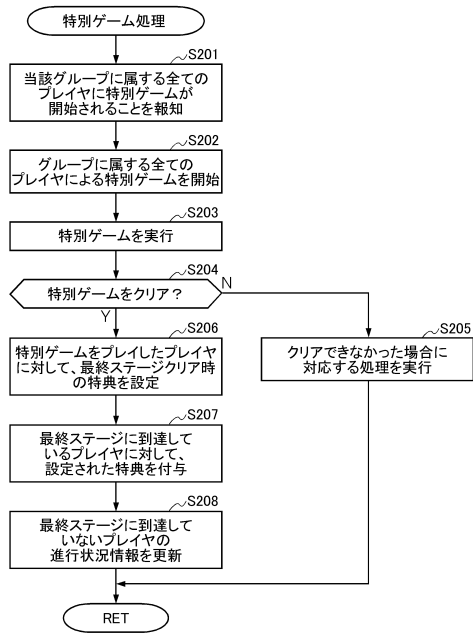 特別ゲーム処理
S201
当該グループに属する全ての
プレイヤに特別ゲームが
開始されることを報知
S202
グループに属する全ての
プレイヤによる特別ゲームを開始
S203
特別ゲームを実行
S204
特別ゲームをクリア？
N
Y
S205
クリアできなかった場合に
対応する処理を実行
S206
特別ゲームをプレイしたプレイヤ
に対して、最終ステージクリア時
の特典を設定
S207
最終ステージに到達して
いるプレイヤに対して、
設定された特典を付与
S208
最終ステージに到達して
いないプレイヤの
進行状況情報を更新
RET